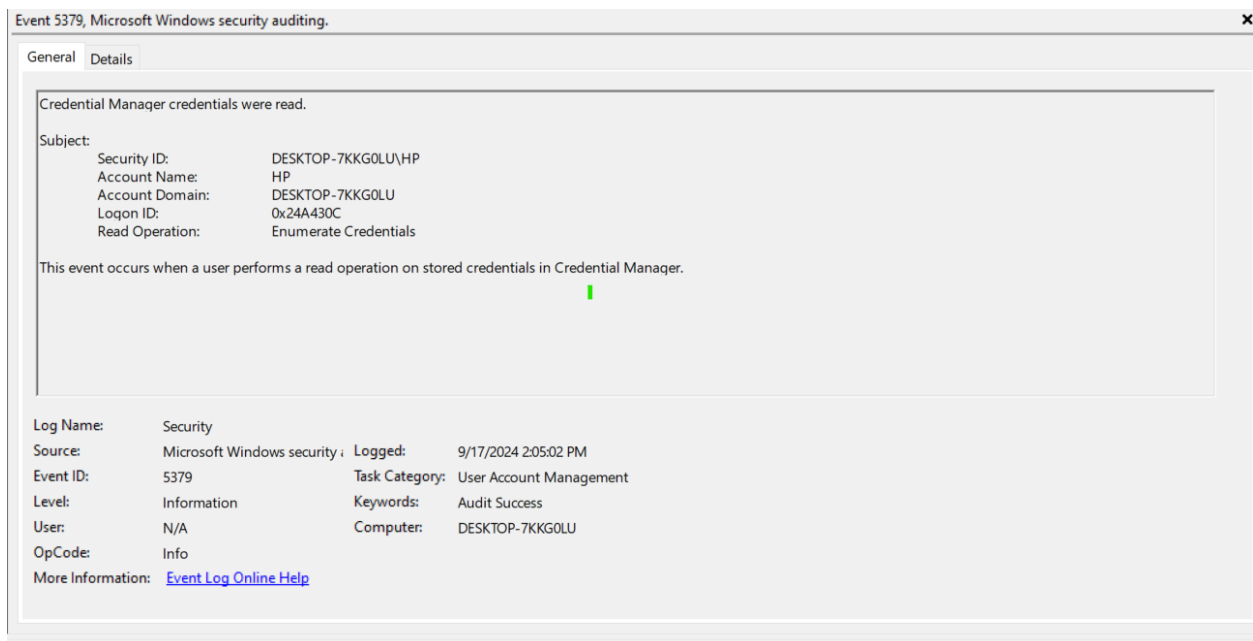 Event 5379, Microsoft Windows security auditing.
General Details
Credential Manager credentials were read.
Subject:
Security ID: DESKTOP-7KKG0LU\HP
Account Name: HP
Account Domain: DESKTOP-7KKG0LU
Logon ID: 0x24A430C
Read Operation: Enumerate Credentials
This event occurs when a user performs a read operation on stored credentials in Credential Manager.
Log Name: Security
Source: Microsoft Windows security Logged: 9/17/2024 2:05:02 PM
Event ID: 5379 Task Category: User Account Management
Level: Information Keywords: Audit Success
User: N/A Computer: DESKTOP-7KKG0LU
OpCode: Info
More Information: Event Log Online Help